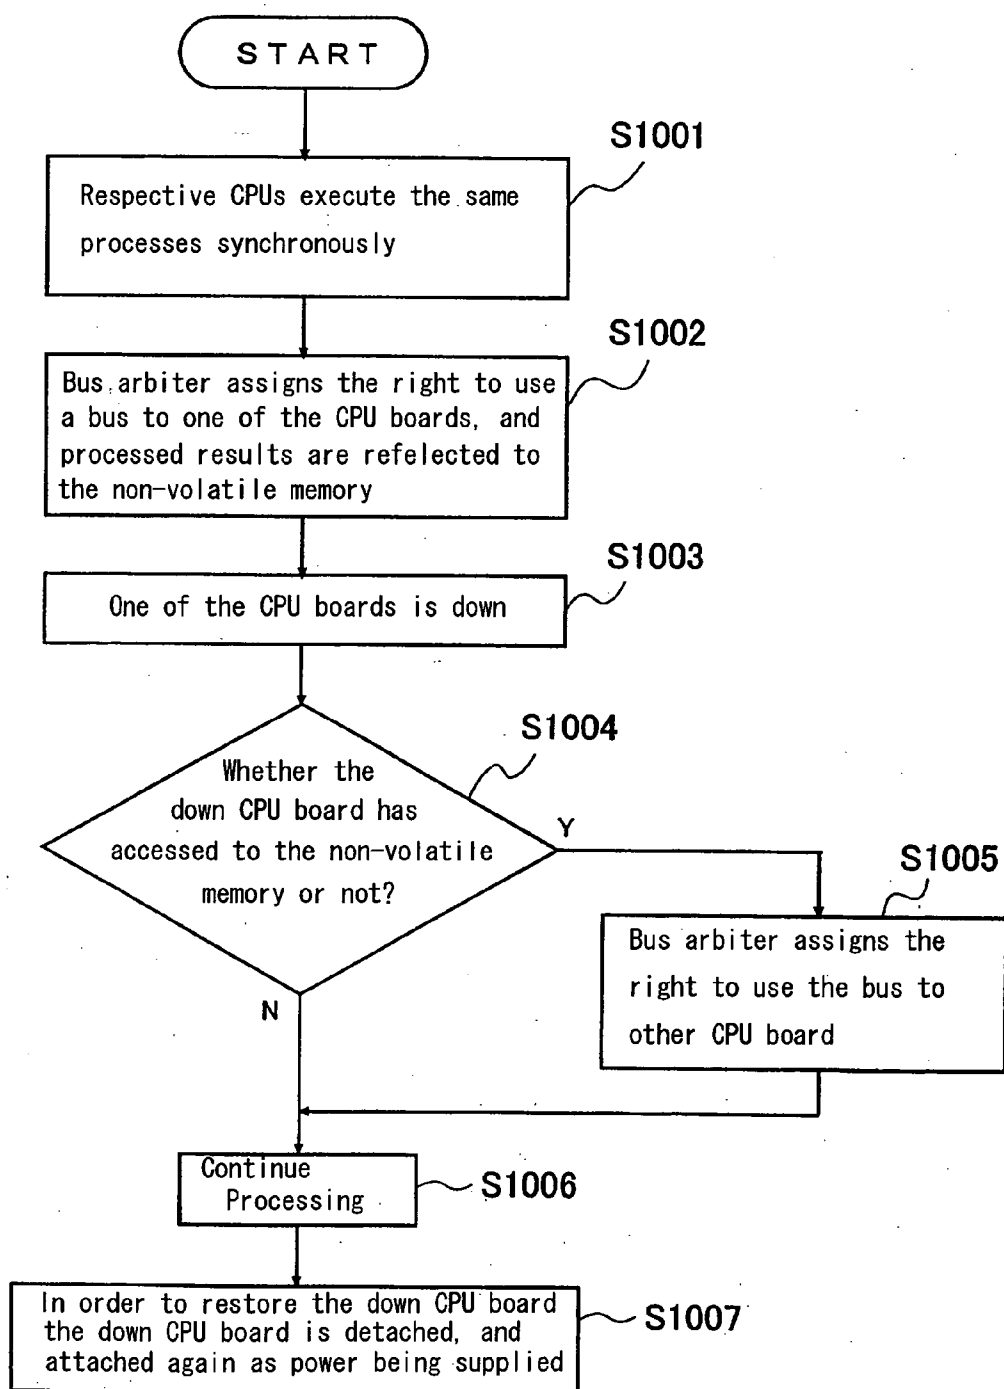 START
S1001
Respective CPUs execute the same
processes synchronously
S1002
Bus arbiter assigns the right to use
a bus to one of the CPU boards, and
processed results are refelected to
the non-volatile memory
S1003
One of the CPU boards is down
S1004
Whether the
down CPU board has
accessed to the non-volatile
memory or not?
Y
S1005
Bus arbiter assigns the
right to use the bus to
other CPU board
N
Continue
Processing
S1006
In order to restore the down CPU board
the down CPU board is detached, and
attached again as power being supplied
S1007